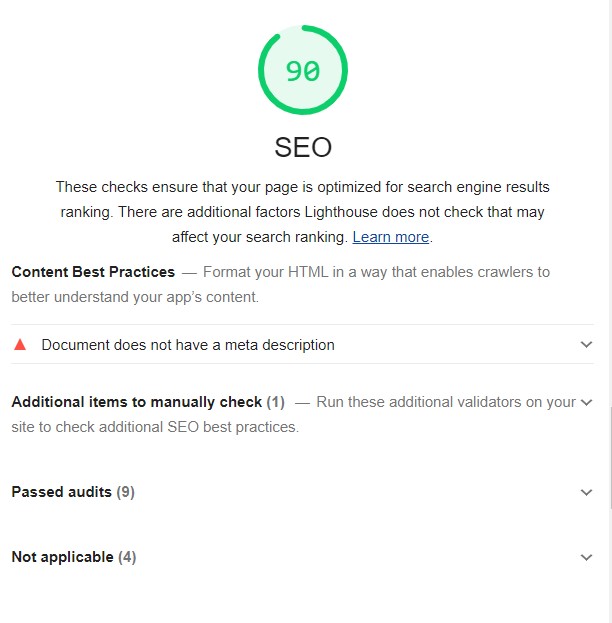 90
SEO
These checks ensure that your page is optimized for search engine results
ranking. There are additional factors Lighthouse does not check that may
affect your search ranking. Learn more.
Content Best Practices — Format your HTML in a way that enables crawlers to
better understand your app’s content.
Document does not have a meta description
Additional items to manually check (1) — Run these additional validators on your
site to check additional SEO best practices.
Passed audits (9)
Not applicable (4)